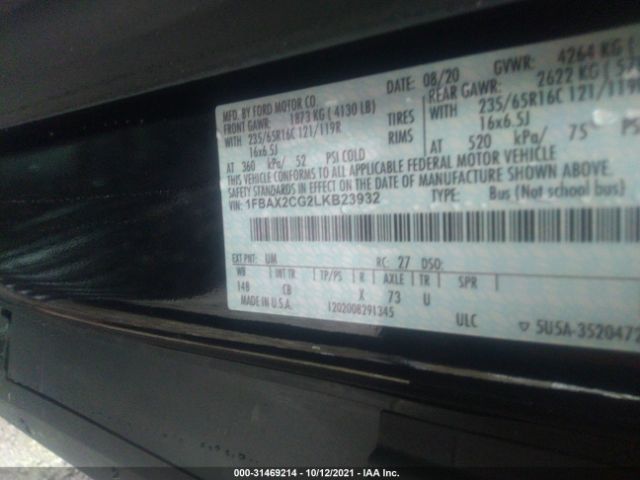 MFD. BY FORD MOTOR CO. DATE: 08/20 GVWR: 4264 KG (
FRONT GAWR: 1873 KG ( 4130 LB) REAR GAWR: 2622 KG (
WITH 235/65R16C 121/119R TIRES WITH 235/65R16C 121/119R
16x6.5J RIMS 16x6.5J
AT 360 kPa/ 52 PSI COLD AT 520 kPa/ 75 PS
THIS VEHICLE CONFORMS TO ALL APPLICABLE FEDERAL MOTOR VEHICLE
SAFETY STANDARDS IN EFFECT ON THE DATE OF MANUFACTURE SHOWN ABOVE.
VIN: 1FBAX2CG2LKB23932 TYPE: Bus (Not school bus)
EXT PNT: UM RC: 27 DSO:
WB INT TR TP/PS R AXLE TR SPR
148 CB X 73 U
MADE IN U.S.A. 1202008291345 ULC 5U5A-3520472
000-31469214 - 10/12/2021 - IAA Inc.